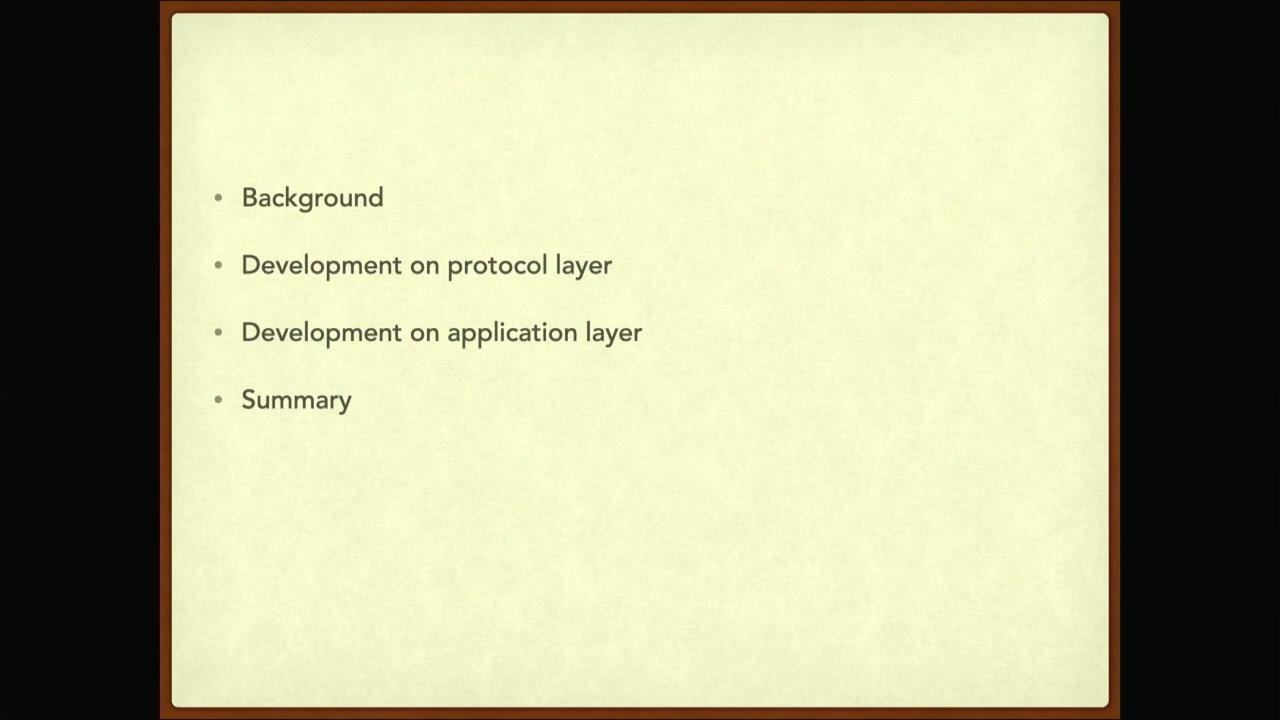 • Background
• Development on protocol layer
• Development on application layer
• Summary